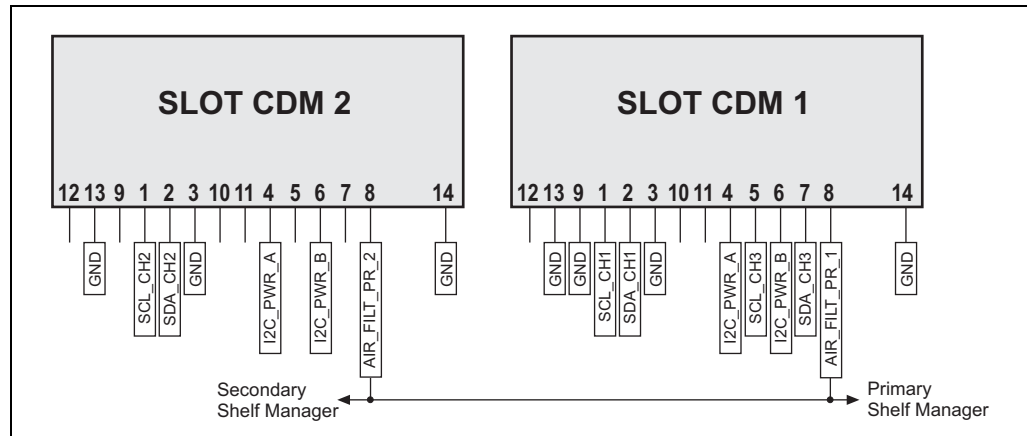 SLOT CDM 2
SLOT CDM 1
12 13 9 1 2 3 10 11 4 5 6 7 8 14
12 13 9 1 2 3 10 11 4 5 6 7 8 14
GND
SCL_CH2
SDA_CH2
GND
I2C_PWR_A
I2C_PWR_B
AIR_FILT_PR_2
GND
GND
GND
SCL_CH1
SDA_CH1
GND
I2C_PWR_A
SCL_CH3
I2C_PWR_B
SDA_CH3
AIR_FILT_PR_1
GND
Secondary
Shelf Manager
Primary
Shelf Manager